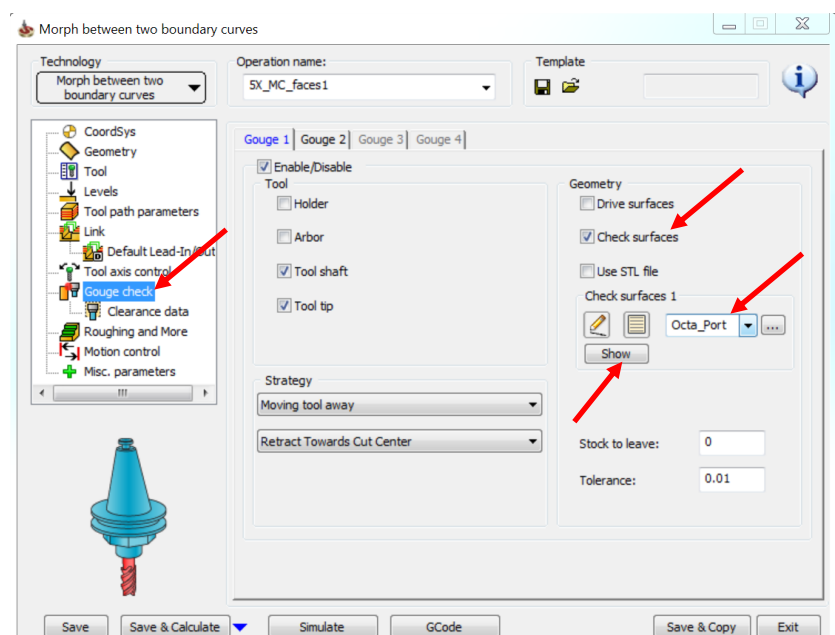 Morph between two boundary curves
Technology
Morph between two
boundary curves
Operation name:
5X_MC_faces1
Template
CoordSys
Geometry
Tool
Levels
Tool path parameters
Link
Default Lead-In/Out
Tool axis control
Gouge check
Clearance data
Roughing and More
Motion control
Misc. parameters
Gouge 1 Gouge 2 Gouge 3 Gouge 4
Enable/Disable
Tool
Holder
Arbor
Tool shaft
Tool tip
Geometry
Drive surfaces
Check surfaces
Use STL file
Check surfaces 1
Octa_Port ...
Show
Strategy
Moving tool away
Retract Towards Cut Center
Stock to leave: 0
Tolerance: 0.01
Save Save & Calculate Simulate GCode Save & Copy Exit